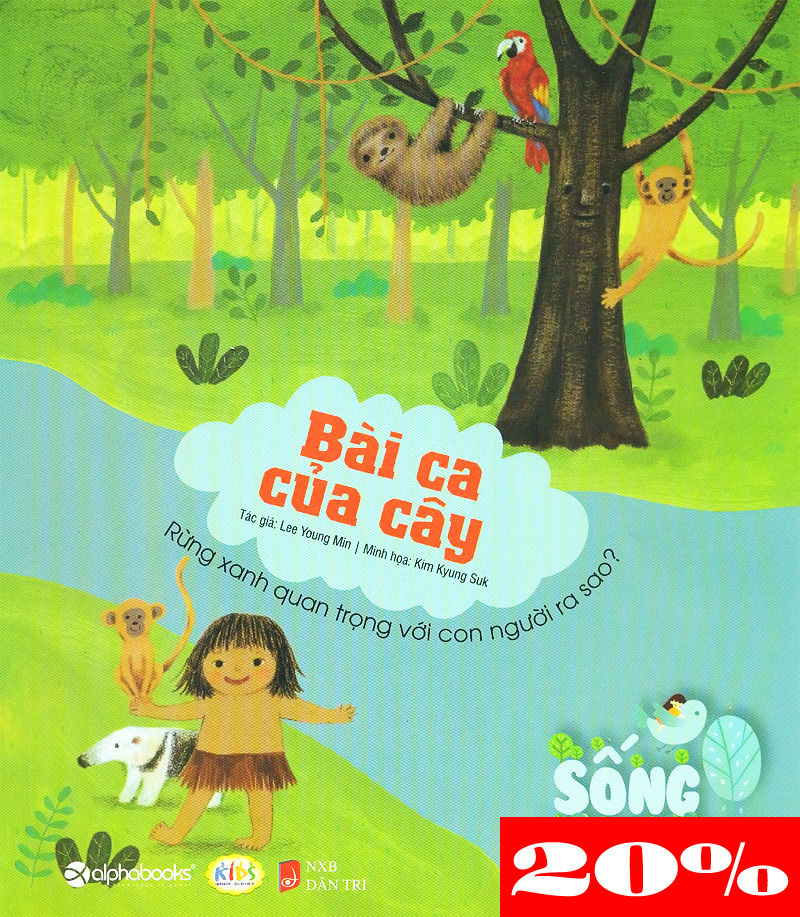 Bài ca
của cây
Tác giả: Lee Young Min | Minh họa: Kim Kyung Suk
Rừng xanh quan trọng với con người ra sao?
SỐNG
alphabooks®
KIDS
NXB
DÂN TRÍ
20%